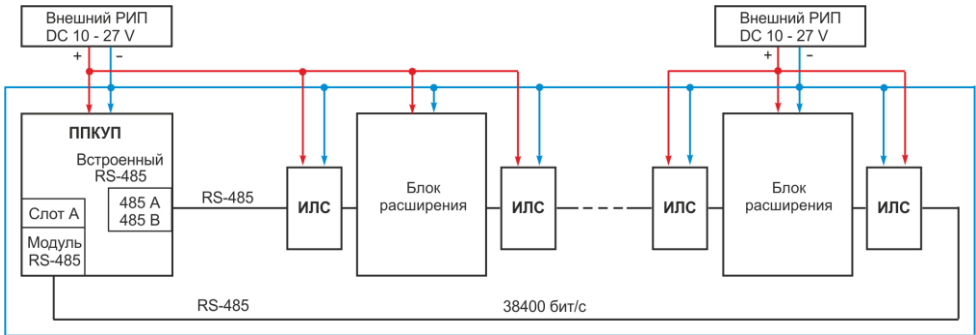 Внешний РИП
DC 10 - 27 V
+ -
Внешний РИП
DC 10 - 27 V
+ -
ППКУП
Встроенный
RS-485
485 A
485 B
Слот А
Модуль
RS-485
RS-485
ИЛС
Блок
расширения
ИЛС
ИЛС
Блок
расширения
ИЛС
RS-485
38400 бит/с